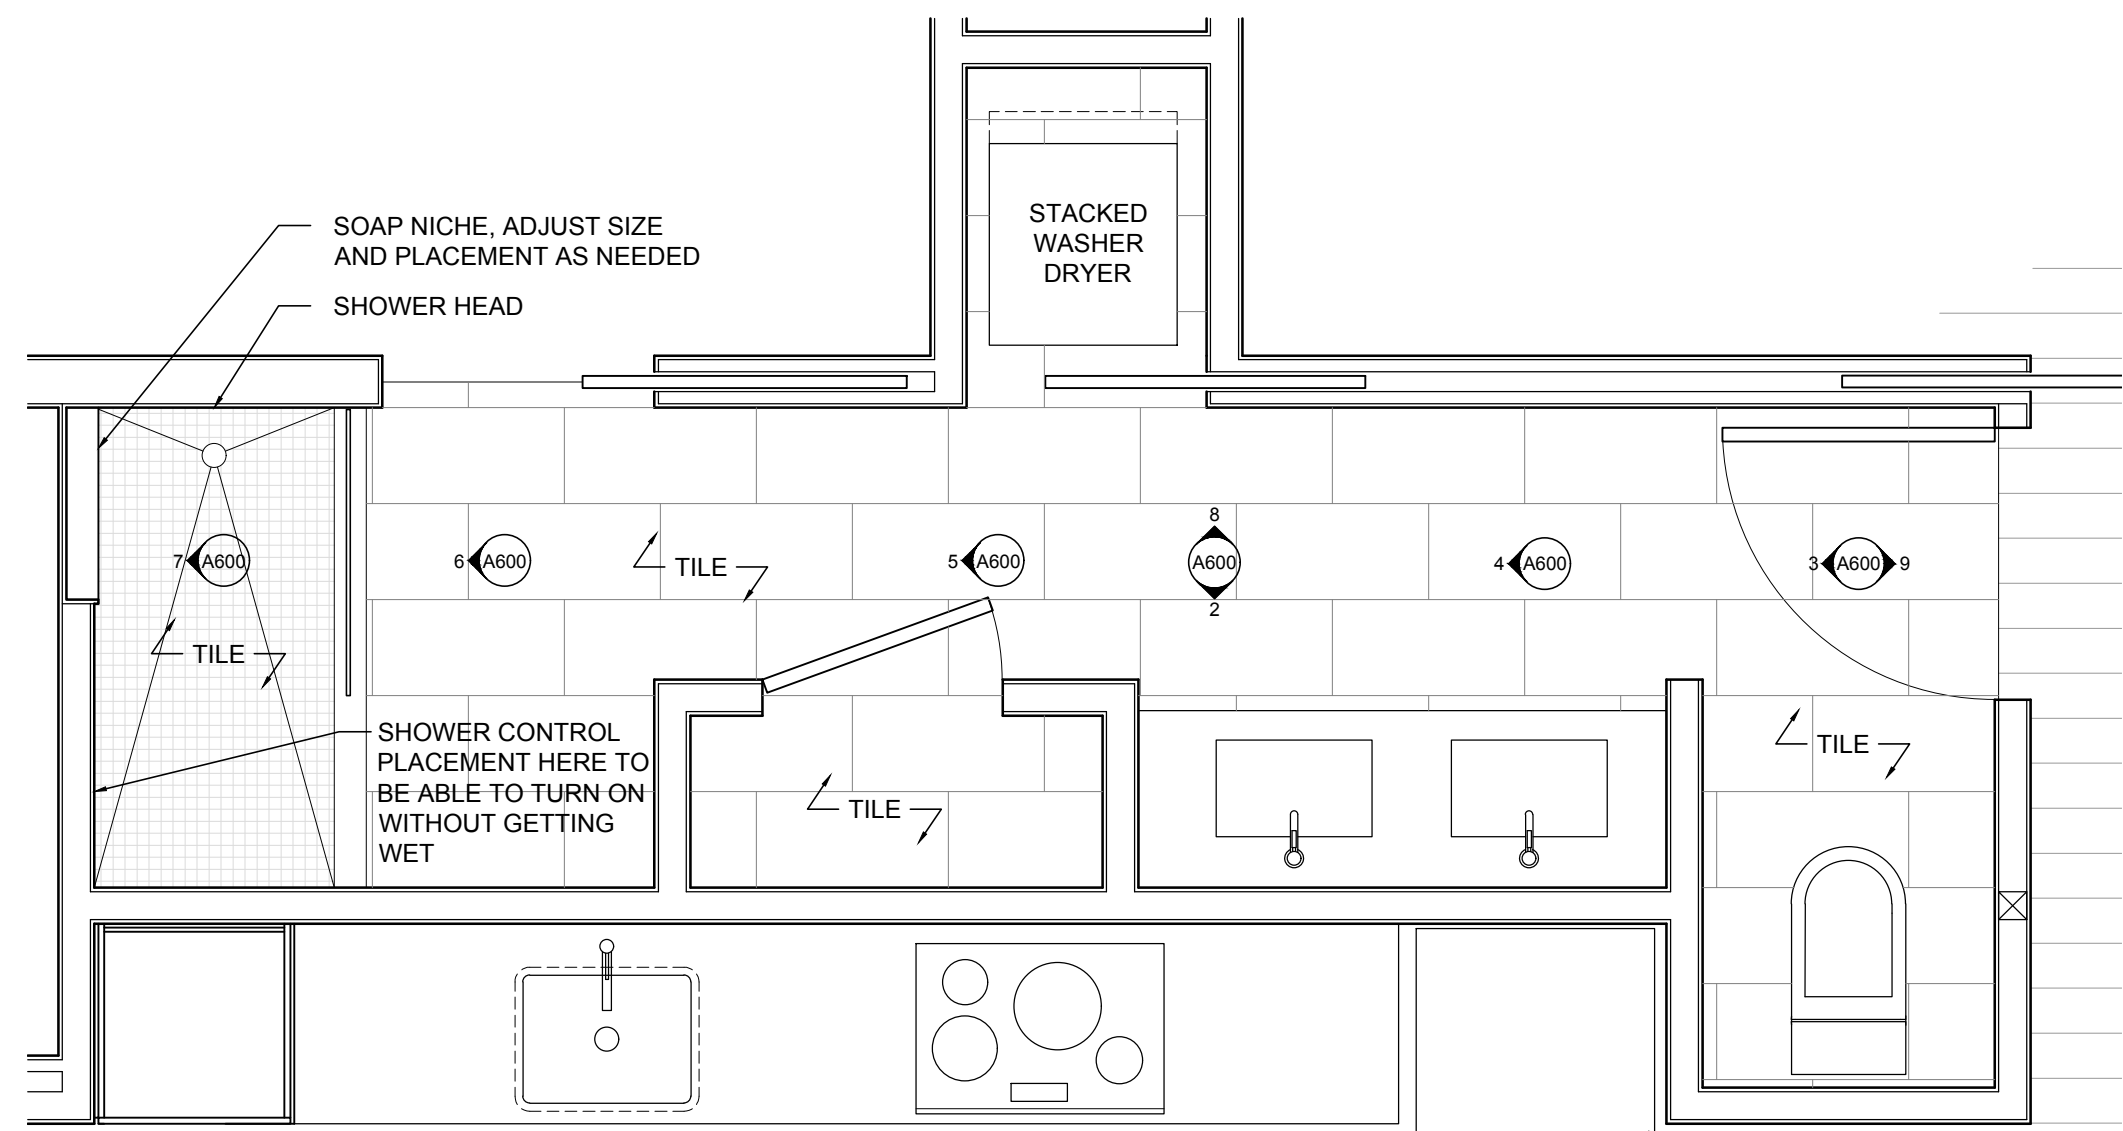 STACKED
WASHER
DRYER
SOAP NICHE, ADJUST SIZE
AND PLACEMENT AS NEEDED
SHOWER HEAD
7 A600
6 A600
TILE
5 A600
8
A600
2
4 A600
3 A600 9
TILE
SHOWER CONTROL
PLACEMENT HERE TO
BE ABLE TO TURN ON
WITHOUT GETTING
WET
TILE
TILE